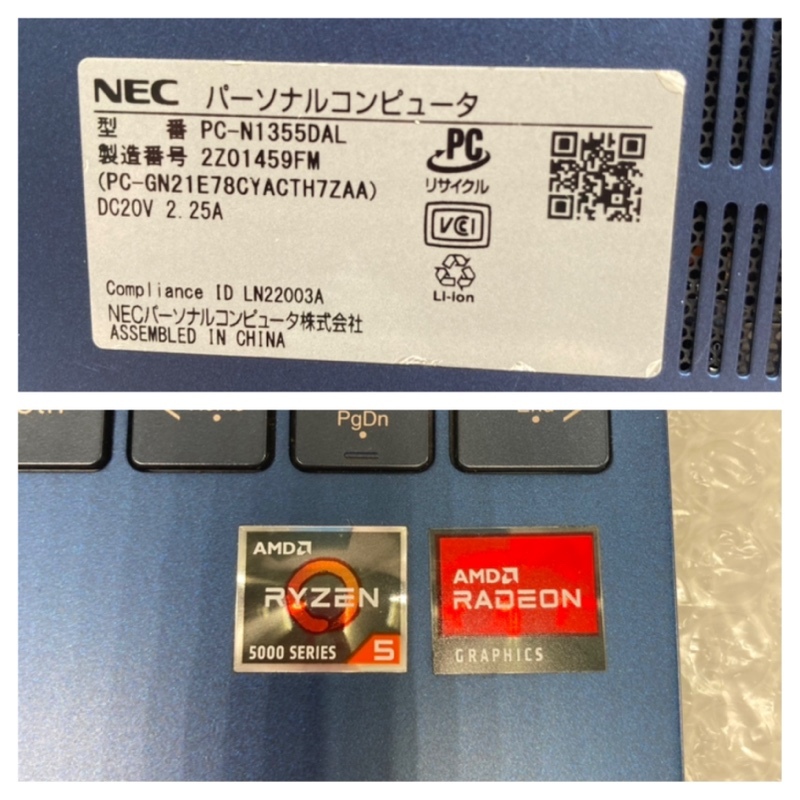 NEC パーソナルコンピュータ
型 番 PC-N1355DAL
製造番号 2Z01459FM
(PC-GN21E78CYACTH7ZAA)
DC20V 2.25A
PC
リサイクル
VCCI
Li-ion
Compliance ID LN22003A
NECパーソナルコンピュータ株式会社
ASSEMBLED IN CHINA
PgDn
AMD
RYZEN
5000 SERIES 5
AMD
RADEON
GRAPHICS